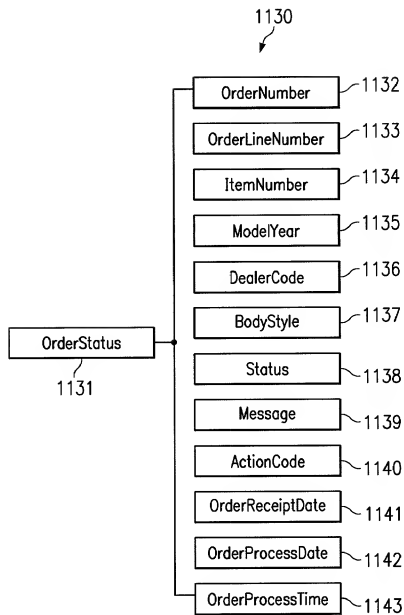 1130
OrderNumber 1132
OrderLineNumber 1133
ItemNumber 1134
ModelYear 1135
DealerCode 1136
BodyStyle 1137
OrderStatus
1131
Status 1138
Message 1139
ActionCode 1140
OrderReceiptDate 1141
OrderProcessDate 1142
OrderProcessTime 1143